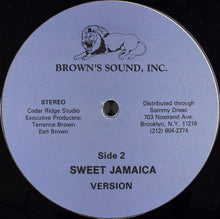 BROWN'S SOUND, INC.
STEREO
Cedar Ridge Studio
Executive Producers:
Terrence Brown
Earl Brown
Distributed through
Sammy Dreac
703 Nostrand Ave.
Brooklyn, N.Y. 11216
(212) 604-2774
Side 2
SWEET JAMAICA
VERSION